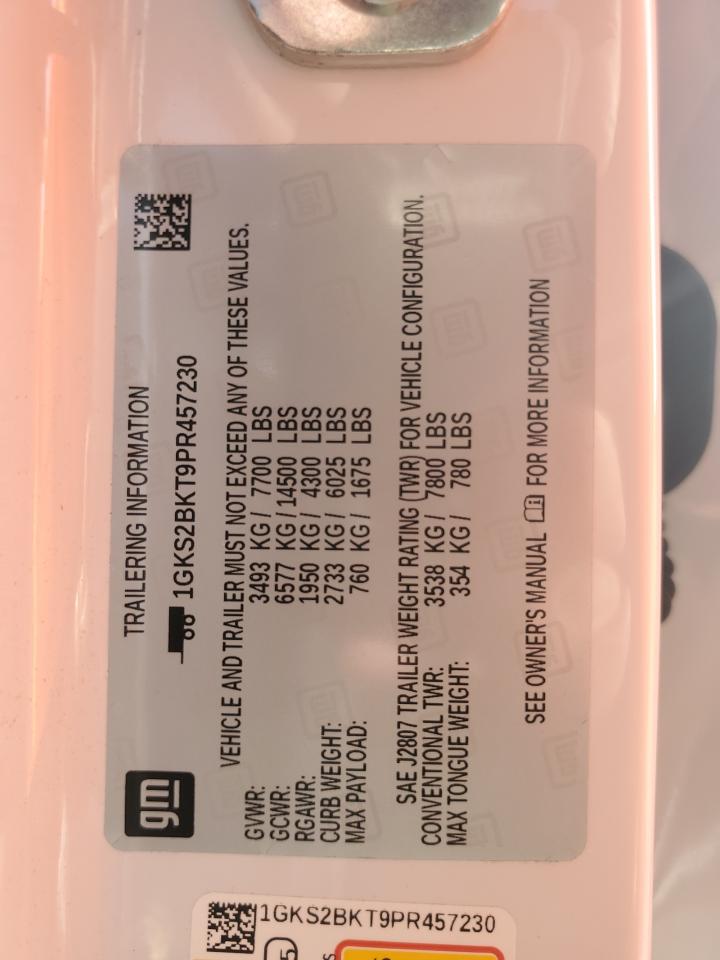 TRAILERING INFORMATION
gm
1GKS2BKT9PR457230
VEHICLE AND TRAILER MUST NOT EXCEED ANY OF THESE VALUES.
GVWR: 3493 KG / 7700 LBS
GCWR: 6577 KG / 14500 LBS
RGAWR: 1950 KG / 4300 LBS
CURB WEIGHT: 2733 KG / 6025 LBS
MAX PAYLOAD: 760 KG / 1675 LBS
SAE J2807 TRAILER WEIGHT RATING (TWR) FOR VEHICLE CONFIGURATION.
CONVENTIONAL TWR: 3538 KG / 7800 LBS
MAX TONGUE WEIGHT: 354 KG / 780 LBS
SEE OWNER'S MANUAL FOR MORE INFORMATION
1GKS2BKT9PR457230